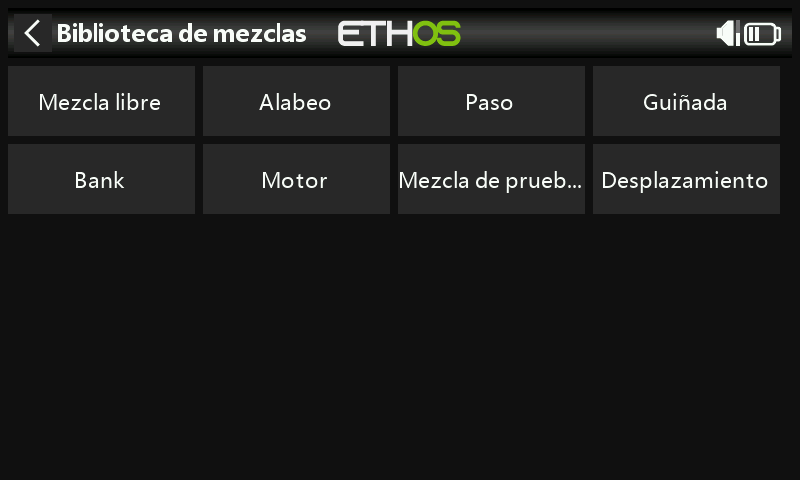 Biblioteca de mezclas
ETHOS
Mezcla libre
Alabeo
Paso
Guiñada
Bank
Motor
Mezcla de prueb...
Desplazamiento